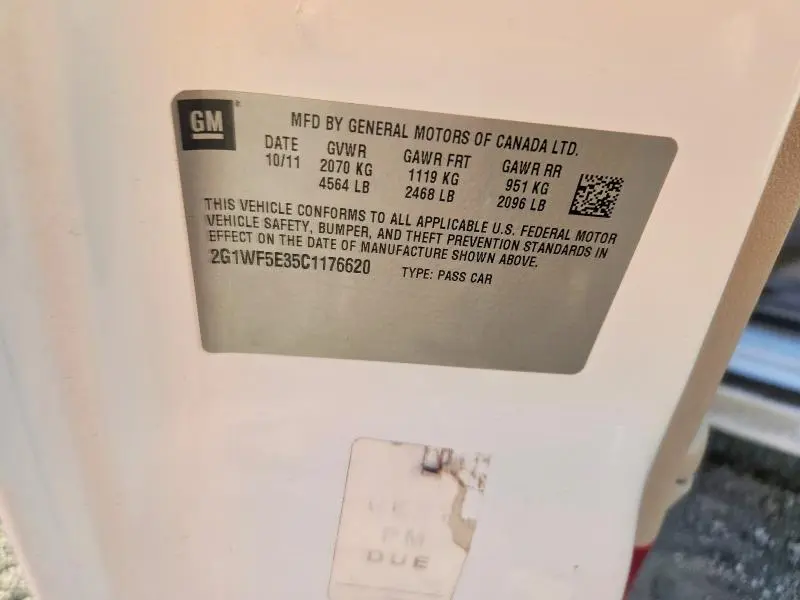 GM
MFD BY GENERAL MOTORS OF CANADA LTD.
DATE GVWR GAWR FRT GAWR RR
10/11 2070 KG 1119 KG 951 KG
4564 LB 2468 LB 2096 LB
THIS VEHICLE CONFORMS TO ALL APPLICABLE U.S. FEDERAL MOTOR
VEHICLE SAFETY, BUMPER, AND THEFT PREVENTION STANDARDS IN
EFFECT ON THE DATE OF MANUFACTURE SHOWN ABOVE.
2G1WF5E35C1176620 TYPE: PASS CAR
PM
DUE